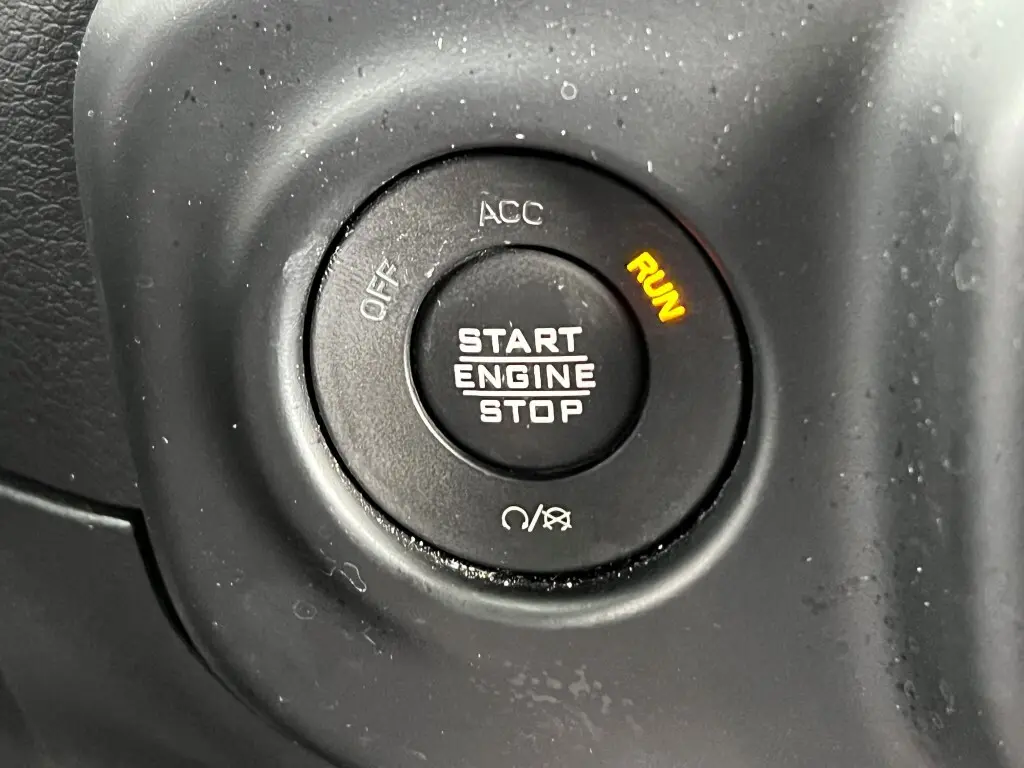 ACC
OFF
RUN
START
ENGINE
STOP